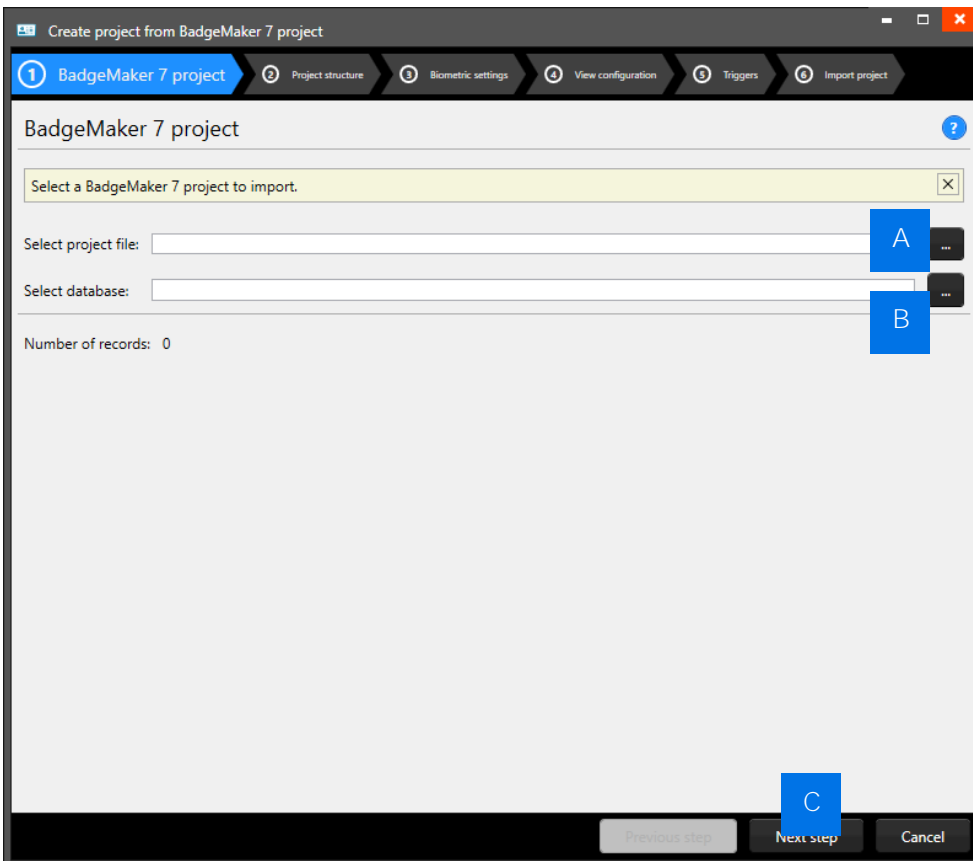 Create project from BadgeMaker 7 project
1 BadgeMaker 7 project 2 Project structure 3 Biometric settings 4 View configuration 5 Triggers 6 Import project
BadgeMaker 7 project ?
Select a BadgeMaker 7 project to import.
Select project file: A ...
Select database: ...
B
Number of records: 0
C
Previous step Next step Cancel